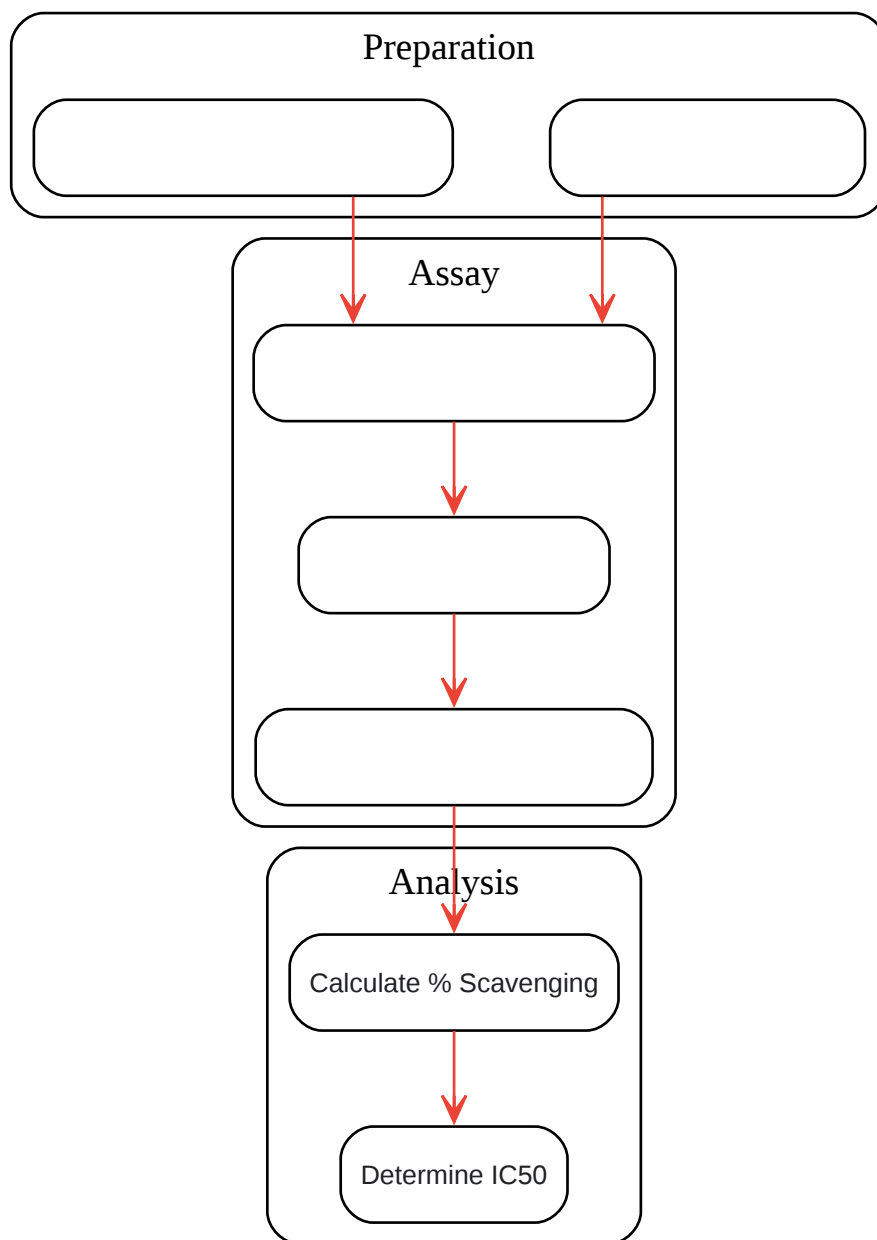 Preparation
Assay
Analysis
Calculate % Scavenging
Determine IC50